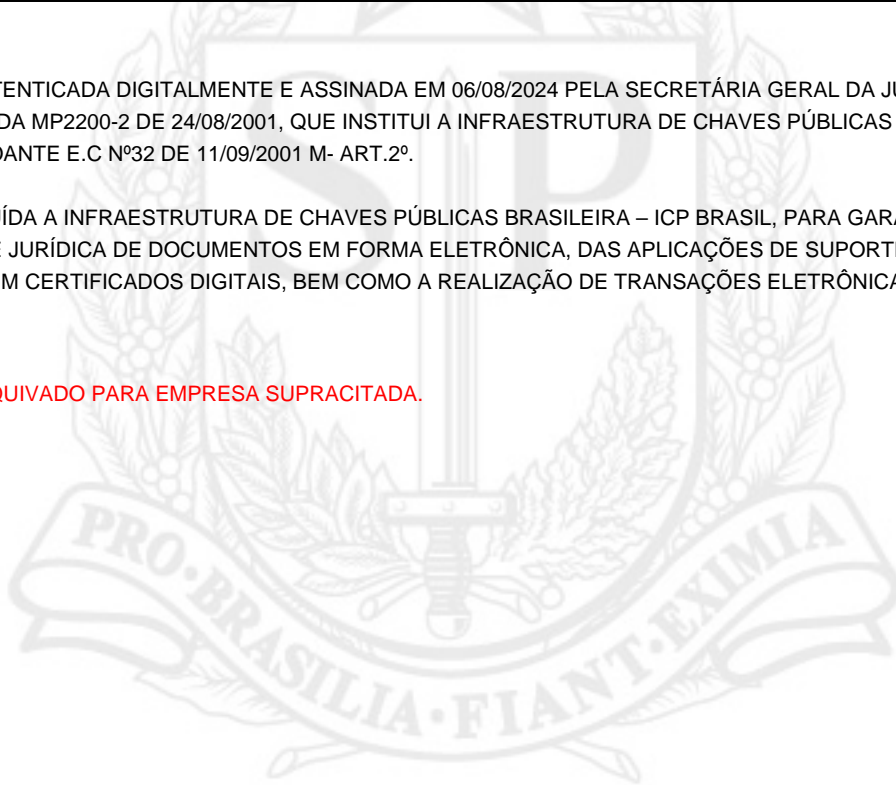 TENTICADA DIGITALMENTE E ASSINADA EM 06/08/2024 PELA SECRETÁRIA GERAL DA JU
DA MP2200-2 DE 24/08/2001, QUE INSTITUI A INFRAESTRUTURA DE CHAVES PÚBLICAS
DANTE E.C Nº32 DE 11/09/2001 M- ART.2º.
ÍDA A INFRAESTRUTURA DE CHAVES PÚBLICAS BRASILEIRA – ICP BRASIL, PARA GARA
E JURÍDICA DE DOCUMENTOS EM FORMA ELETRÔNICA, DAS APLICAÇÕES DE SUPORTE
M CERTIFICADOS DIGITAIS, BEM COMO A REALIZAÇÃO DE TRANSAÇÕES ELETRÔNICA
QUIVADO PARA EMPRESA SUPRACITADA.
SP
PRO·BRASILIA·FIANT·EXIMIA